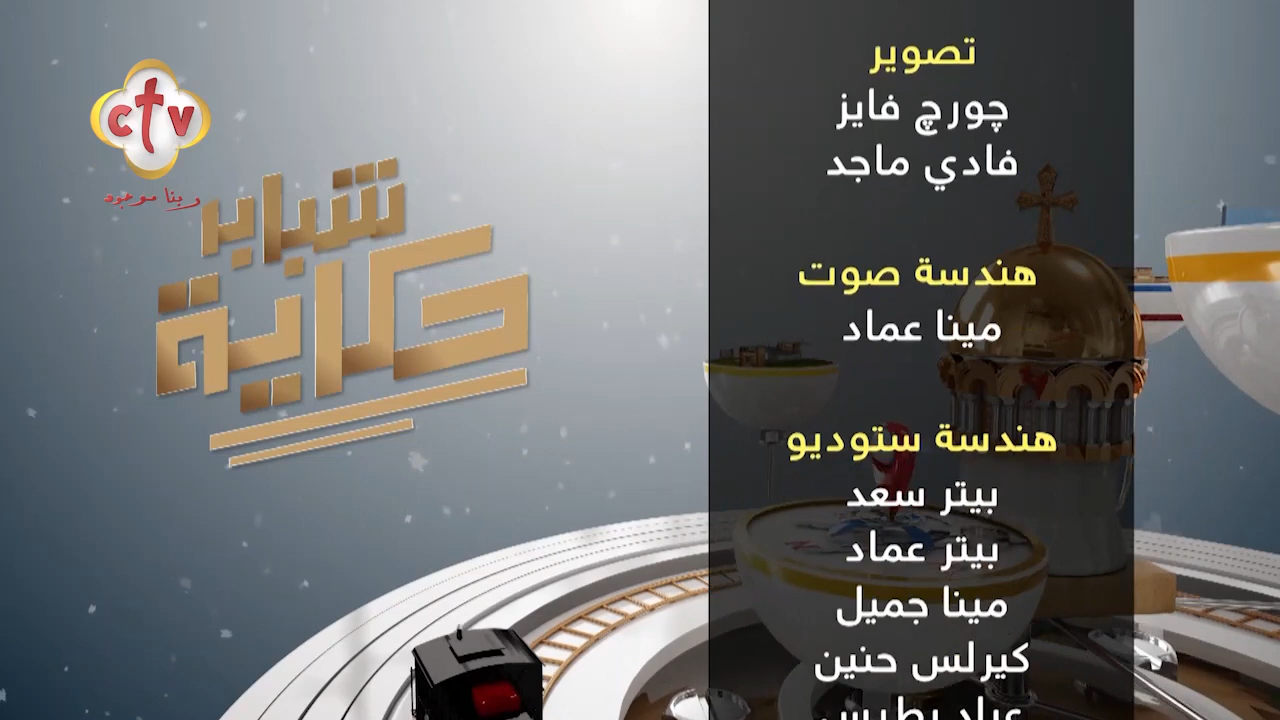 ctv
ربنا موجود
شباب
حكاية
تصوير
چورچ فايز
فادي ماجد
هندسة صوت
مينا عماد
هندسة ستوديو
بيتر سعد
بيتر عماد
مينا جميل
كيرلس حنين